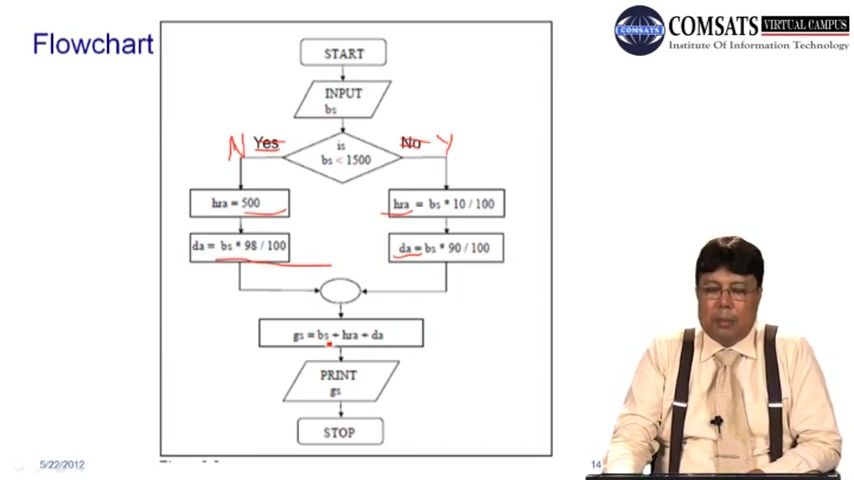 Flowchart
COMSATS VIRTUAL CAMPUS
Institute Of Information Technology
COMSATS
START
INPUT
bs
N Yes
No Y
is
bs < 1500
hra = 500
hra = bs * 10 / 100
da = bs * 98 / 100
da = bs * 90 / 100
gs = bs + hra + da
PRINT
gs
STOP
5/22/2012
14